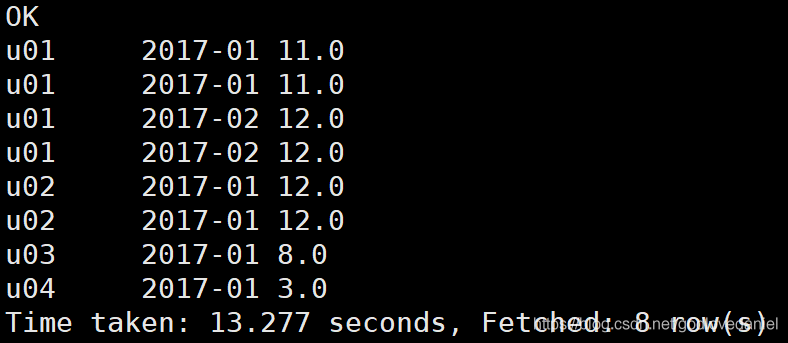 OK
u01 2017-01 11.0
u01 2017-01 11.0
u01 2017-02 12.0
u01 2017-02 12.0
u02 2017-01 12.0
u02 2017-01 12.0
u03 2017-01 8.0
u04 2017-01 3.0
Time taken: 13.277 seconds, Fetched: 8 row(s)
https://blog.csdn.net/godlovedaniel